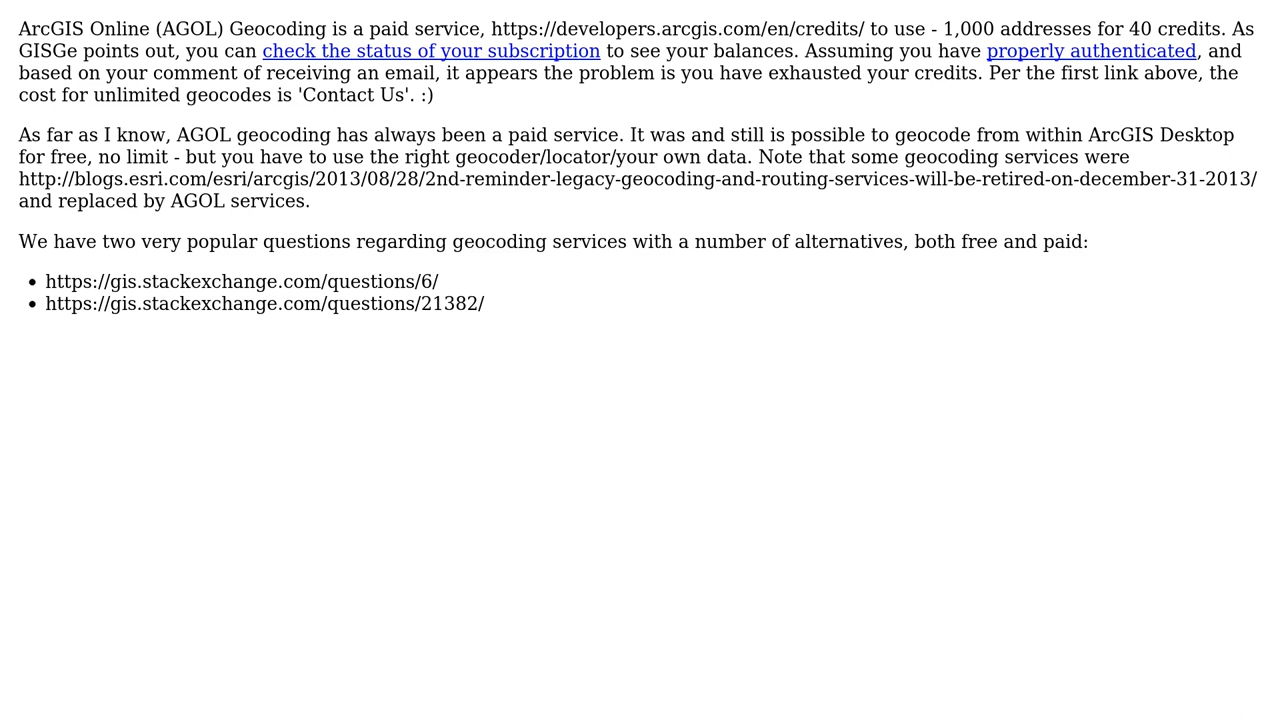 ArcGIS Online (AGOL) Geocoding is a paid service, https://developers.arcgis.com/en/credits/ to use - 1,000 addresses for 40 credits. As
GISGe points out, you can check the status of your subscription to see your balances. Assuming you have properly authenticated, and
based on your comment of receiving an email, it appears the problem is you have exhausted your credits. Per the first link above, the
cost for unlimited geocodes is 'Contact Us'. :)
As far as I know, AGOL geocoding has always been a paid service. It was and still is possible to geocode from within ArcGIS Desktop
for free, no limit - but you have to use the right geocoder/locator/your own data. Note that some geocoding services were
http://blogs.esri.com/esri/arcgis/2013/08/28/2nd-reminder-legacy-geocoding-and-routing-services-will-be-retired-on-december-31-2013/
and replaced by AGOL services.
We have two very popular questions regarding geocoding services with a number of alternatives, both free and paid:
• https://gis.stackexchange.com/questions/6/
• https://gis.stackexchange.com/questions/21382/